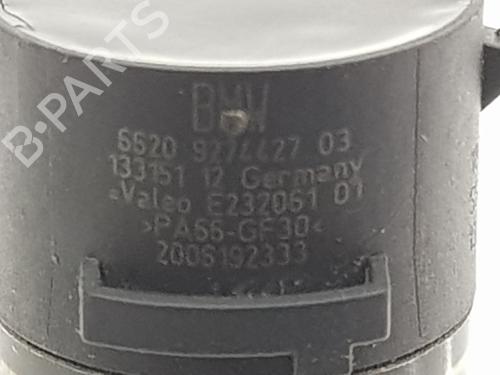 B-PARTS
BMW
6620 9274427 03
133151 12 Germany
Valeo E232061 01
>PA66-GF30<
2006192333